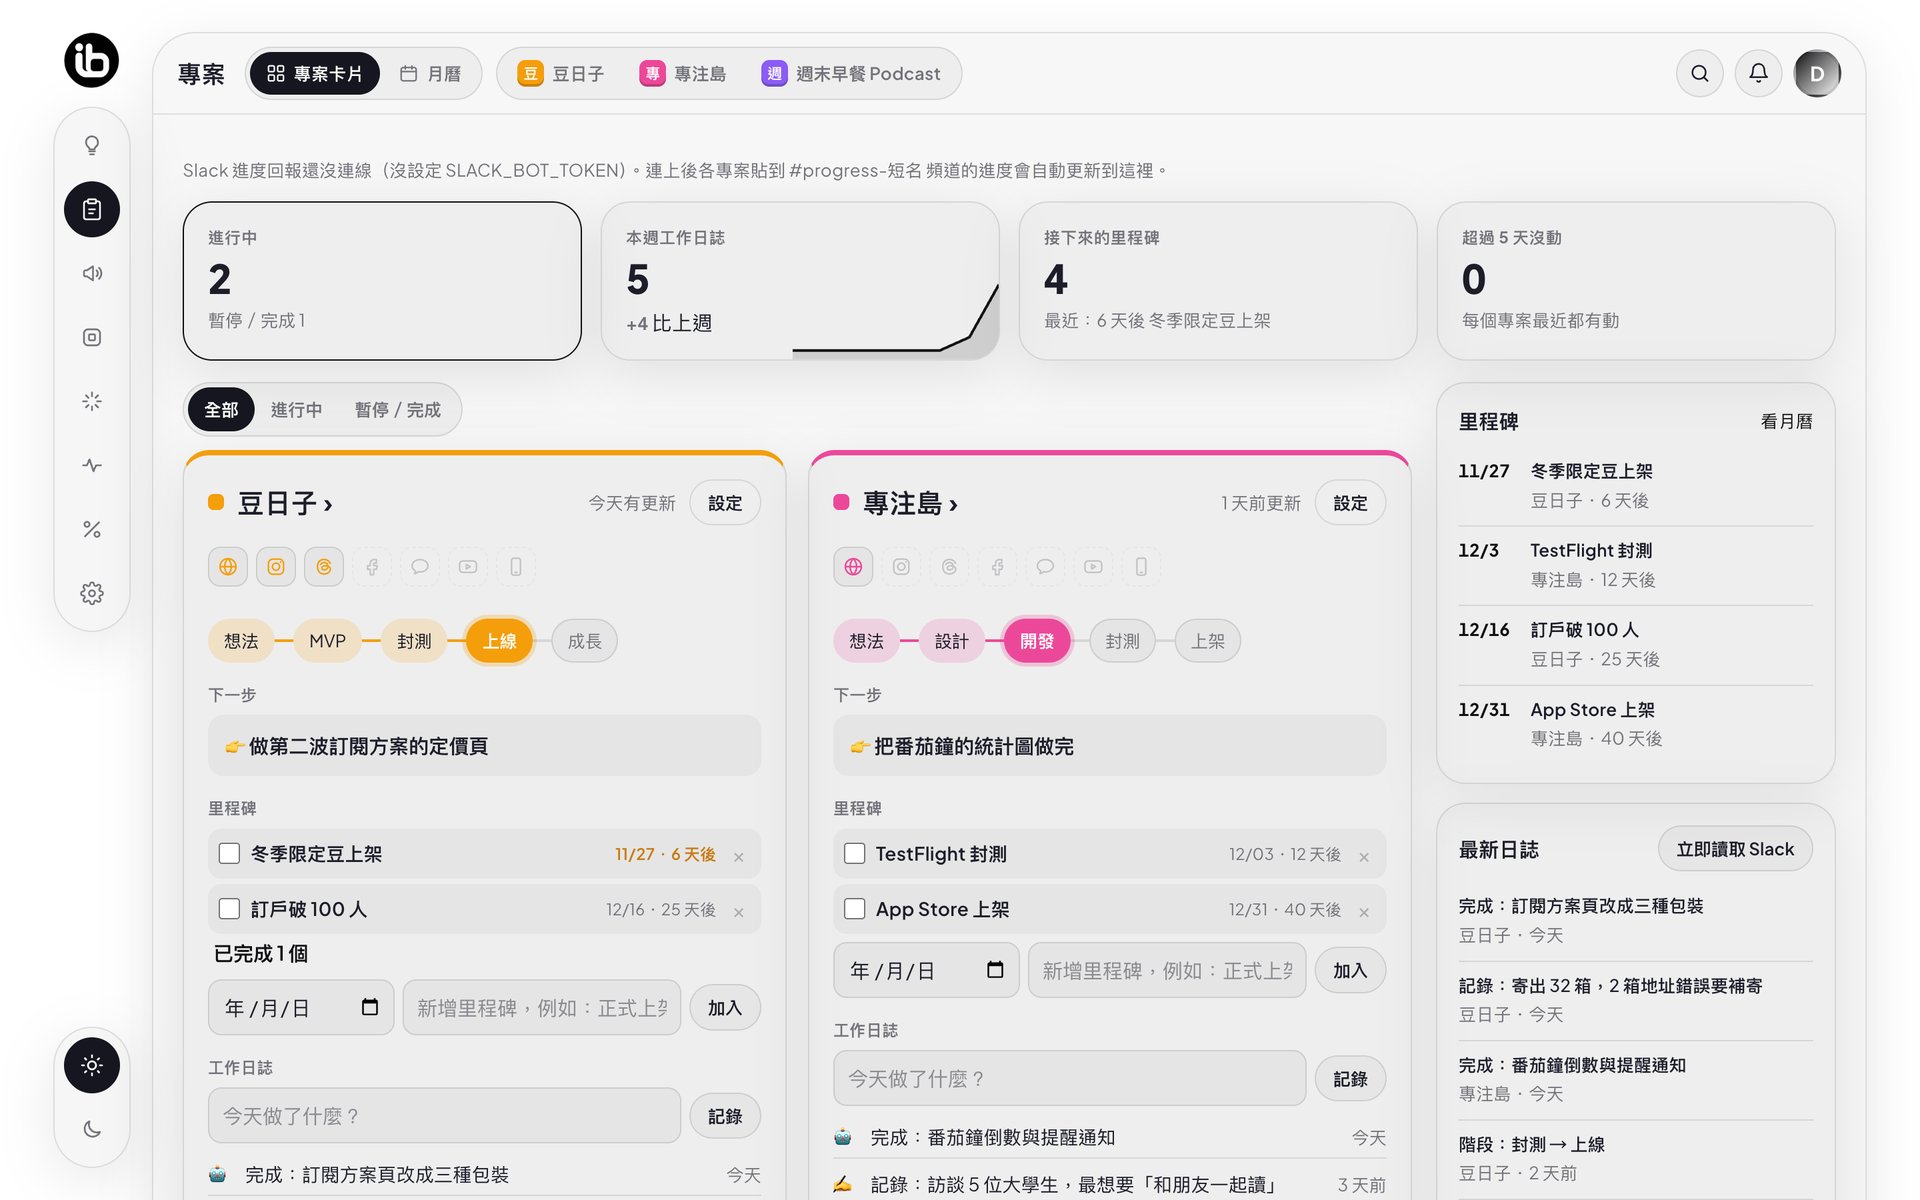 ib
專案
專案卡片
月曆
豆 豆日子
專 專注島
週 週末早餐 Podcast
D
Slack 進度回報還沒連線（沒設定 SLACK_BOT_TOKEN）。連上後各專案貼到 #progress-短名 頻道的進度會自動更新到這裡。
進行中
2
暫停 / 完成 1
本週工作日誌
5
+4 比上週
接下來的里程碑
4
最近：6 天後 冬季限定豆上架
超過 5 天沒動
0
每個專案最近都有動
全部
進行中
暫停 / 完成
豆日子 ›
今天有更新
設定
想法
MVP
封測
上線
成長
下一步
👉 做第二波訂閱方案的定價頁
里程碑
冬季限定豆上架
11/27 · 6 天後 ×
訂戶破 100 人
12/16 · 25 天後 ×
已完成 1 個
年 /月/日
新增里程碑，例如：正式上架
加入
工作日誌
今天做了什麼？
記錄
🤖 完成：訂閱方案頁改成三種包裝
今天
專注島 ›
1 天前更新
設定
想法
設計
開發
封測
上架
下一步
👉 把番茄鐘的統計圖做完
里程碑
TestFlight 封測
12/03 · 12 天後 ×
App Store 上架
12/31 · 40 天後 ×
年 /月/日
新增里程碑，例如：正式上架
加入
工作日誌
今天做了什麼？
記錄
🤖 完成：番茄鐘倒數與提醒通知
今天
✍️ 記錄：訪談 5 位大學生，最想要「和朋友一起讀」
3 天前
里程碑
看月曆
11/27 冬季限定豆上架
豆日子 · 6 天後
12/3 TestFlight 封測
專注島 · 12 天後
12/16 訂戶破 100 人
豆日子 · 25 天後
12/31 App Store 上架
專注島 · 40 天後
最新日誌
立即讀取 Slack
完成：訂閱方案頁改成三種包裝
豆日子 · 今天
記錄：寄出 32 箱，2 箱地址錯誤要補寄
豆日子 · 今天
完成：番茄鐘倒數與提醒通知
專注島 · 今天
階段：封測 → 上線
豆日子 · 2 天前